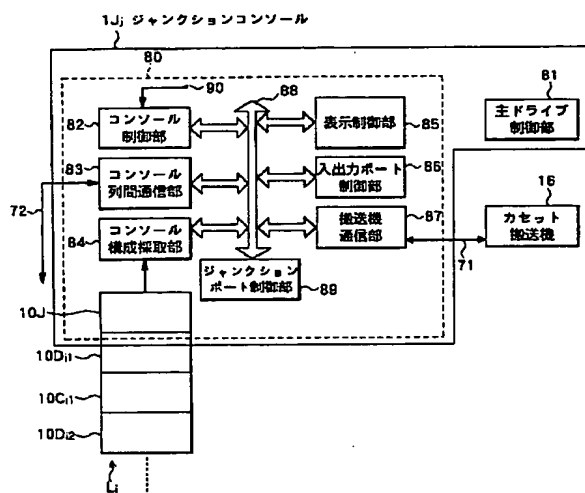 1Jj ジャンクションコンソール
80
90
88
81
主ドライブ
制御部
82
コンソール
制御部
表示制御部
85
83
コンソール
列間通信部
入出力ポート
制御部
86
16
72
84
コンソール
構成採取部
搬送機
通信部
87
カセット
搬送機
71
ジャンクション
ポート制御部
89
10J
10Di1
10Ci1
10Di2
Li